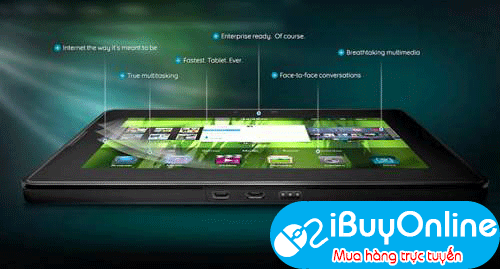 Enterprise ready. Of course.
Internet the way it's meant to be
Breathtaking multimedia
Fastest. Tablet. Ever.
True multitasking
Face-to-face conversations
iBuyOnline
Mua hàng trực tuyến